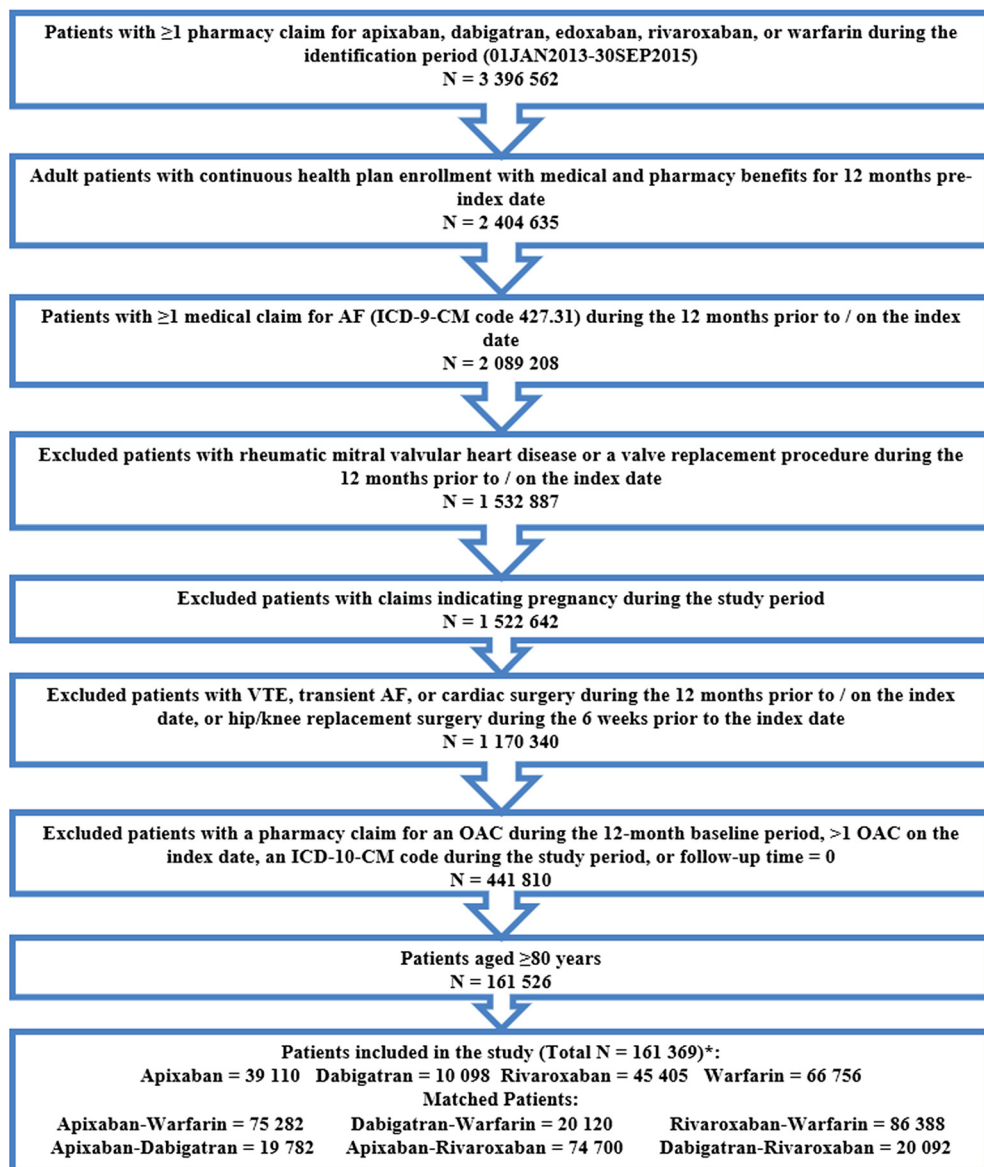 Patients with ≥1 pharmacy claim for apixaban, dabigatran, edoxaban, rivaroxaban, or warfarin during the
identification period (01JAN2013-30SEP2015)
N = 3 396 562
Adult patients with continuous health plan enrollment with medical and pharmacy benefits for 12 months pre-
index date
N = 2 404 635
Patients with ≥1 medical claim for AF (ICD-9-CM code 427.31) during the 12 months prior to / on the index
date
N = 2 089 208
Excluded patients with rheumatic mitral valvular heart disease or a valve replacement procedure during the
12 months prior to / on the index date
N = 1 532 887
Excluded patients with claims indicating pregnancy during the study period
N = 1 522 642
Excluded patients with VTE, transient AF, or cardiac surgery during the 12 months prior to / on the index
date, or hip/knee replacement surgery during the 6 weeks prior to the index date
N = 1 170 340
Excluded patients with a pharmacy claim for an OAC during the 12-month baseline period, >1 OAC on the
index date, an ICD-10-CM code during the study period, or follow-up time = 0
N = 441 810
Patients aged ≥80 years
N = 161 526
Patients included in the study (Total N = 161 369)*:
Apixaban = 39 110 Dabigatran = 10 098 Rivaroxaban = 45 405 Warfarin = 66 756
Matched Patients:
Apixaban-Warfarin = 75 282 Dabigatran-Warfarin = 20 120 Rivaroxaban-Warfarin = 86 388
Apixaban-Dabigatran = 19 782 Apixaban-Rivaroxaban = 74 700 Dabigatran-Rivaroxaban = 20 092